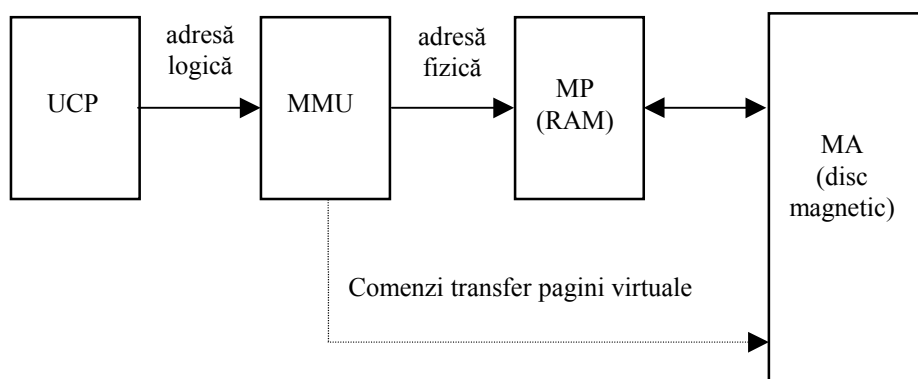 UCP
adresă
logică
MMU
adresă
fizică
MP
(RAM)
MA
(disc
magnetic)
Comenzi transfer pagini virtuale